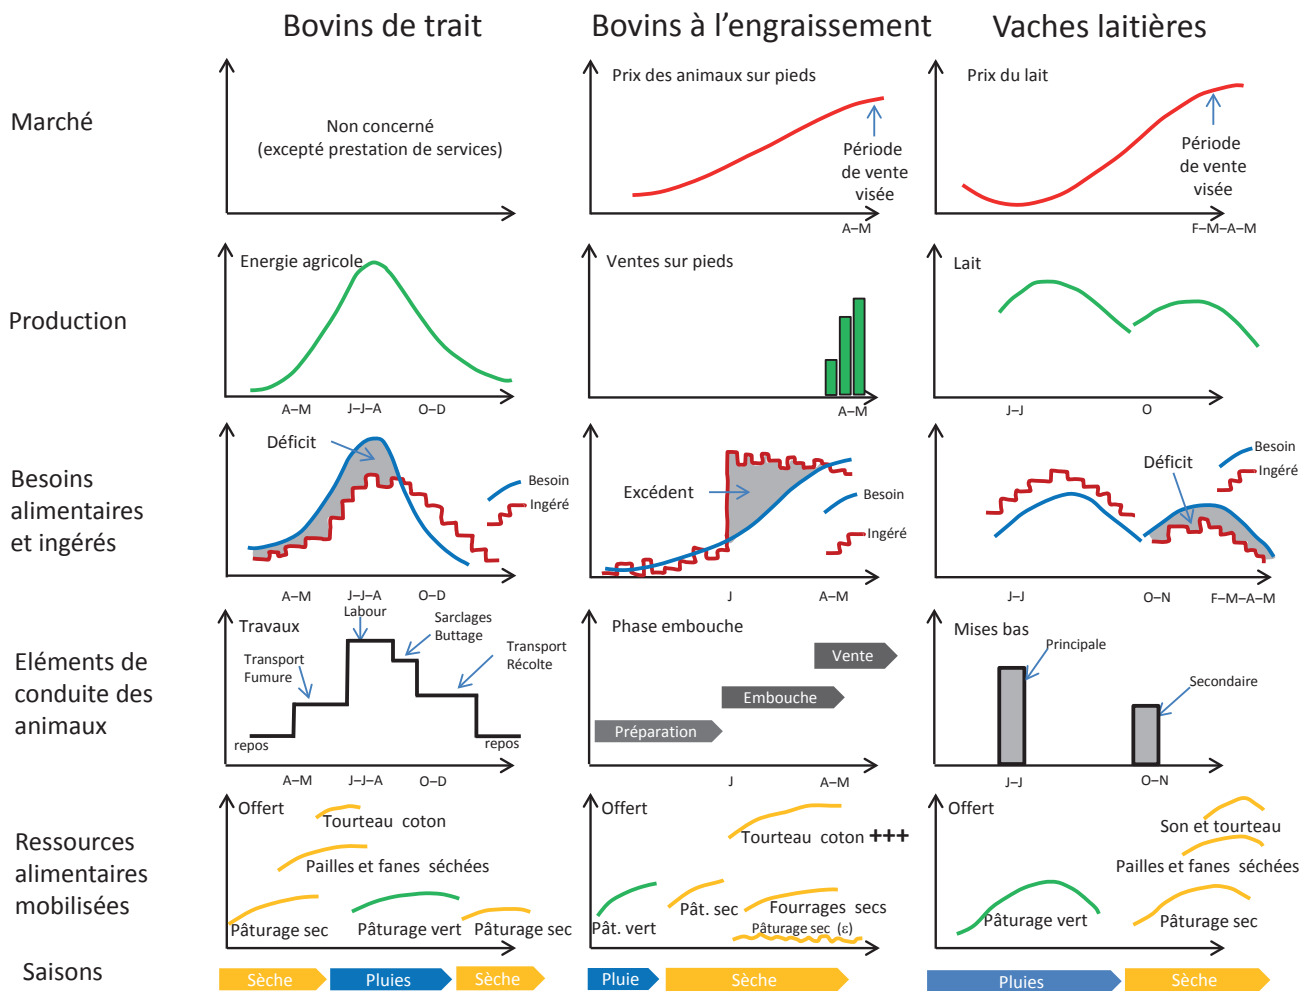 Bovins de trait
Bovins à l’engraissement
Vaches laitières
Marché
Non concerné
(excepté prestation de services)
Prix des animaux sur pieds
Période
de vente
visée
A–M
Prix du lait
Période
de vente
visée
F–M–A–M
Production
Energie agricole
A–M
J–J–A
O–D
Ventes sur pieds
A–M
Lait
J–J
O
Besoins
alimentaires
et ingérés
Déficit
Besoin
Ingéré
A–M
J–J–A
O–D
Excédent
Besoin
Ingéré
J
A–M
Déficit
Besoin
Ingéré
J–J
O–N
F–M–A–M
Eléments de
conduite des
animaux
Travaux
Labour
Sarclages
Buttage
Transport
Fumure
Transport
Récolte
repos
repos
A–M
J–J–A
O–D
Phase embouche
Vente
Embouche
Préparation
J
A–M
Mises bas
Principale
Secondaire
J–J
O–N
Ressources
alimentaires
mobilisées
Offert
Tourteau coton
Pailles et fanes séchées
Pâturage sec
Pâturage vert
Pâturage sec
Offert
Tourteau coton +++
Pât. vert
Pât. sec
Fourrages secs
Pâturage sec (ε)
Offert
Son et tourteau
Pailles et fanes séchées
Pâturage vert
Pâturage sec
Saisons
Sèche
Pluies
Sèche
Pluie
Sèche
Pluies
Sèche